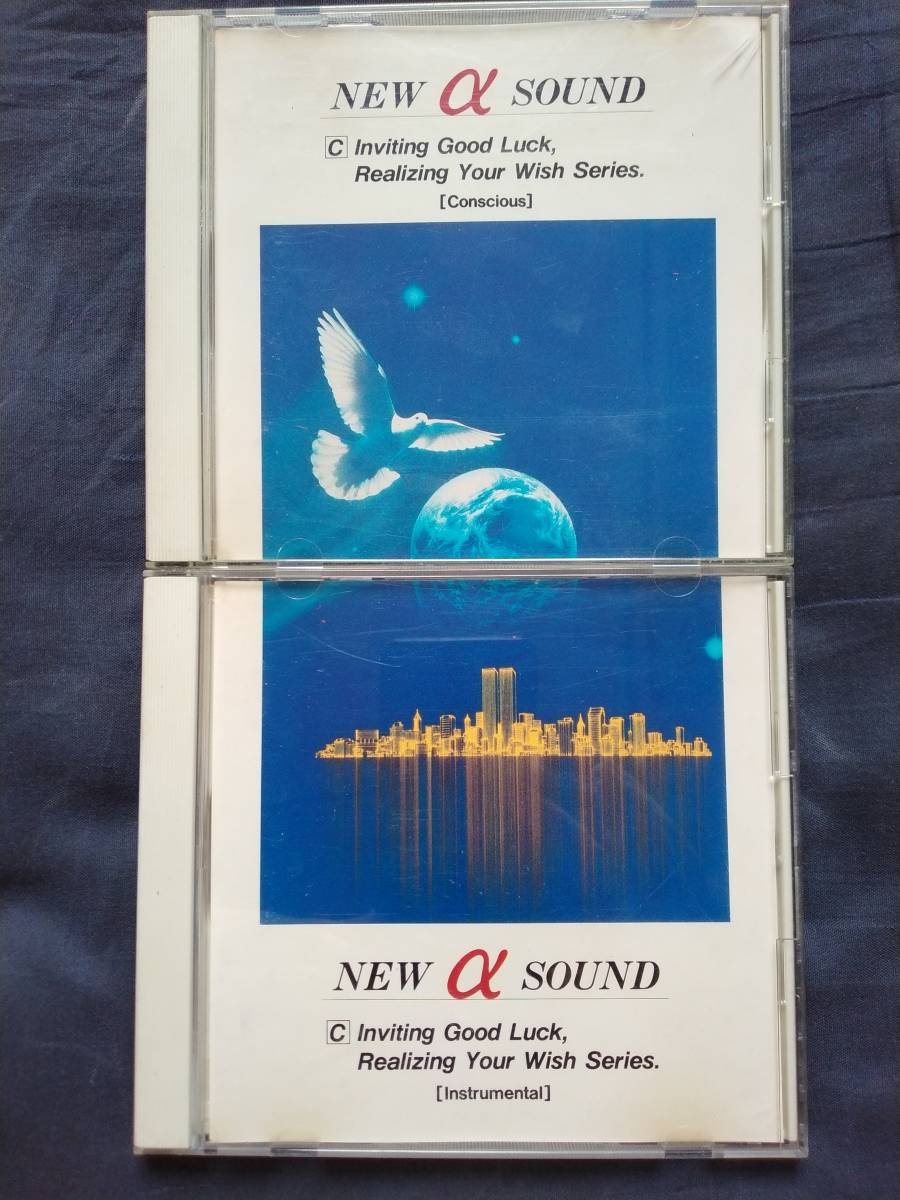 NEW α SOUND
C Inviting Good Luck,
Realizing Your Wish Series.
[Conscious]
NEW α SOUND
C Inviting Good Luck,
Realizing Your Wish Series.
[Instrumental]